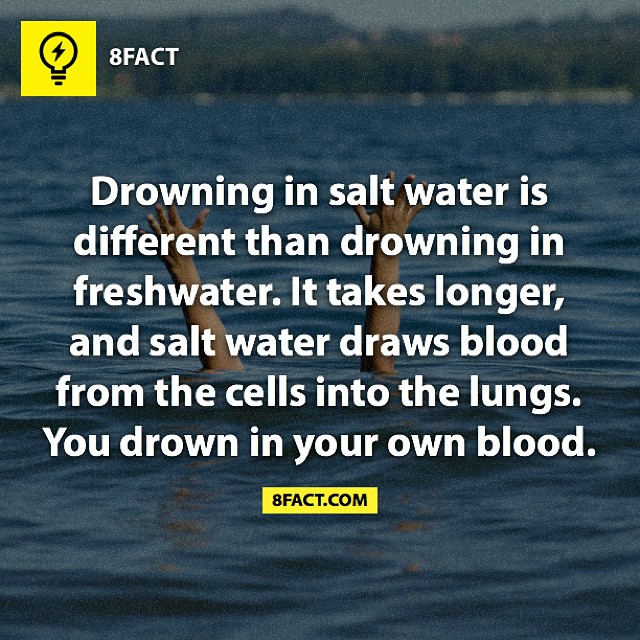 8FACT
Drowning in salt water is
different than drowning in
freshwater. It takes longer,
and salt water draws blood
from the cells into the lungs.
You drown in your own blood.
8FACT.COM